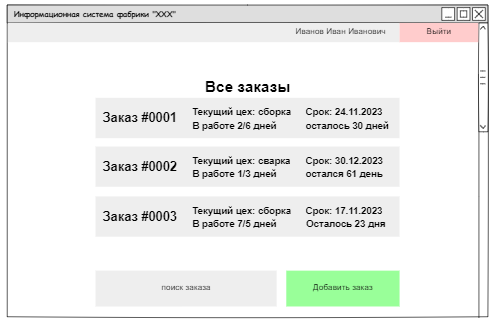 Информационная система фабрики "ХХХ"
Иванов Иван Иванович Выйти
Все заказы
Заказ #0001
Текущий цех: сборка
В работе 2/6 дней
Срок: 24.11.2023
осталось 30 дней
Заказ #0002
Текущий цех: сварка
В работе 1/3 дней
Срок: 30.12.2023
остался 61 день
Заказ #0003
Текущий цех: сборка
В работе 7/5 дней
Срок: 17.11.2023
Осталось 23 дня
поиск заказа
Добавить заказ